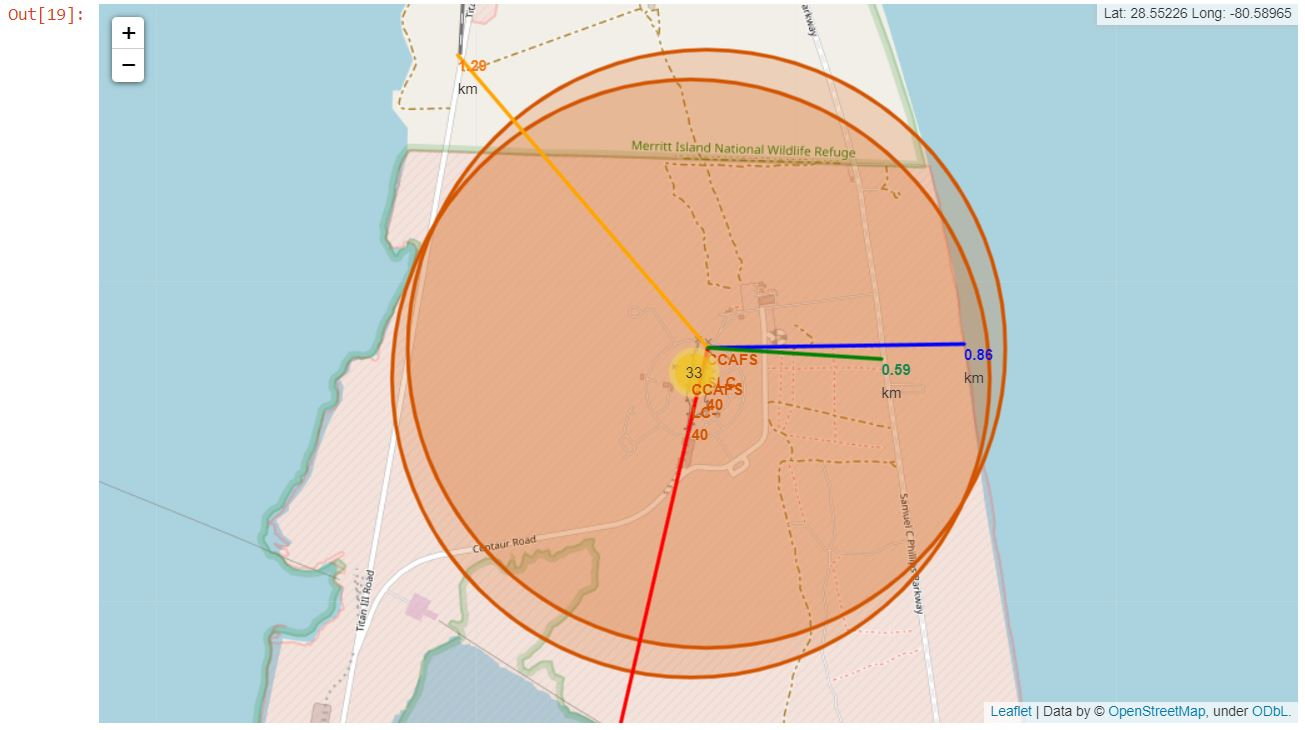 Out[19]:
+
−
Lat: 28.55226 Long: -80.58965
1.29
km
Merritt Island National Wildlife Refuge
CCAFS
SLC-
40
33
CCAFS
LC-
40
0.86
km
0.59
km
Centaur Road
Titan III Road
Samuel C Phillips Parkway
Leaflet | Data by © OpenStreetMap, under ODbL.